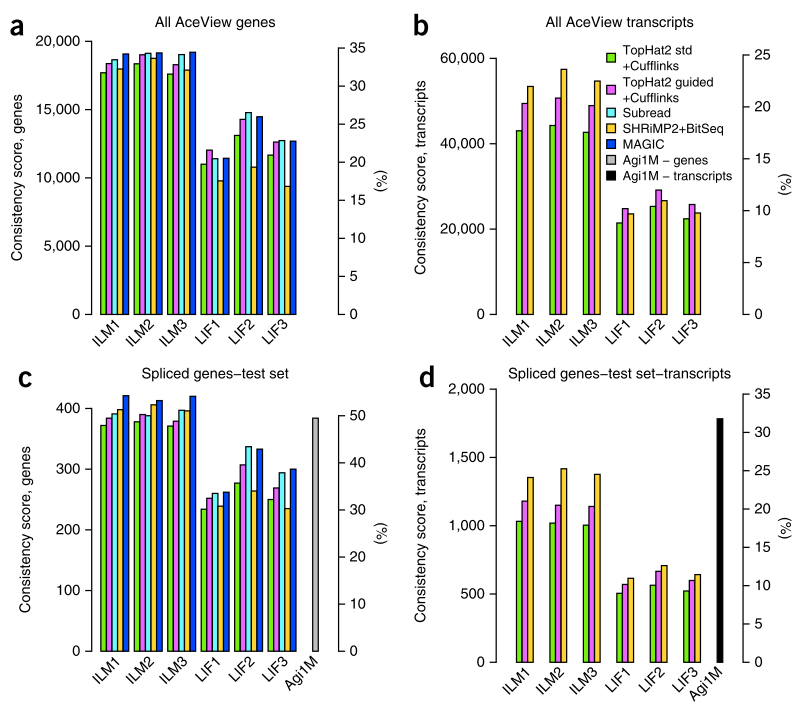 a
All AceView genes
Consistency score, genes
20,000
15,000
10,000
5,000
0
35
30
25
20
15
10
5
0
(%)
ILM1
ILM2
ILM3
LIF1
LIF2
LIF3
b
All AceView transcripts
Consistency score, transcripts
60,000
40,000
20,000
0
25
20
15
10
5
0
(%)
TopHat2 std
+Cufflinks
TopHat2 guided
+Cufflinks
Subread
SHRiMP2+BitSeq
MAGIC
Agi1M – genes
Agi1M – transcripts
ILM1
ILM2
ILM3
LIF1
LIF2
LIF3
c
Spliced genes–test set
Consistency score, genes
400
300
200
100
0
50
40
30
20
10
0
(%)
ILM1
ILM2
ILM3
LIF1
LIF2
LIF3
Agi1M
d
Spliced genes–test set–transcripts
Consistency score, transcripts
2,000
1,500
1,000
500
0
35
30
25
20
15
10
5
0
(%)
ILM1
ILM2
ILM3
LIF1
LIF2
LIF3
Agi1M